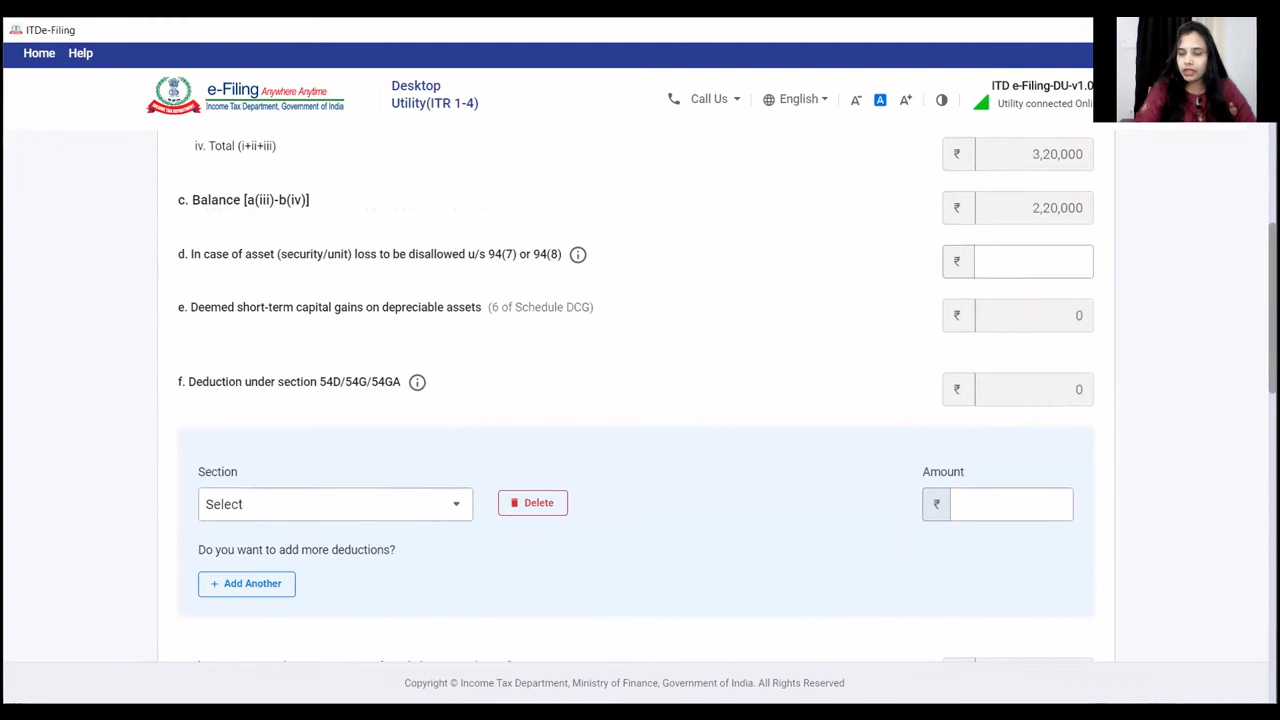 ITDe-Filing
Home Help
e-Filing Anywhere Anytime
Income Tax Department, Government of India
Desktop
Utility(ITR 1-4)
Call Us
English
A-
A
A+
ITD e-Filing-DU-v1.0
Utility connected Onli
iv. Total (i+ii+iii)
₹ 3,20,000
c. Balance [a(iii)-b(iv)]
₹ 2,20,000
d. In case of asset (security/unit) loss to be disallowed u/s 94(7) or 94(8)
₹
e. Deemed short-term capital gains on depreciable assets (6 of Schedule DCG)
₹ 0
f. Deduction under section 54D/54G/54GA
₹ 0
Section
Amount
Select
Delete
₹
Do you want to add more deductions?
+ Add Another
Copyright © Income Tax Department, Ministry of Finance, Government of India. All Rights Reserved